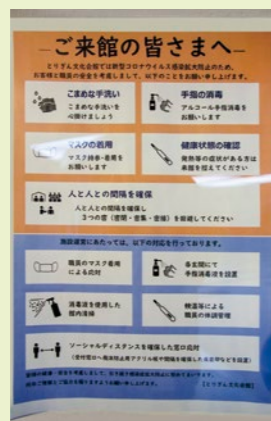 ご来館の皆さまへ
とりぎん文化会館では新型コロナウイルス感染拡大防止のため、
お客様と職員の安全を考慮しまして、以下のことをお願い申し上げます。
こまめな手洗い
こまめな手洗いを
心掛けましょう
手指の消毒
アルコール手指消毒を
お願いします
マスクの着用
マスク持参・着用を
お願いします
健康状態の確認
発熱等の症状がある方は
来館を控えてください
人と人との間隔を確保
人と人との間隔を確保し
3つの密（密閉・密集・密接）を回避してください
施設運営にあたっては、以下の対応を行っております。
職員のマスク着用
による応対
各玄関にて
手指消毒液を設置
消毒液を使用した
館内清掃
検温等による
職員の体調管理
ソーシャルディスタンスを確保した窓口応対
［とりぎん文化会館］